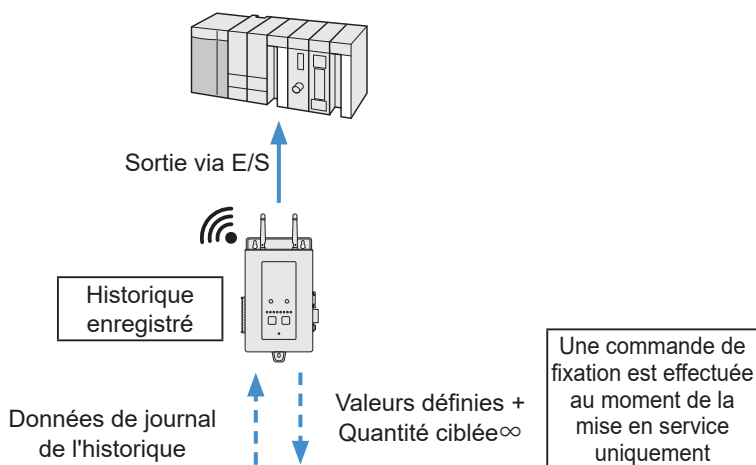 Sortie via E/S
Historique
enregistré
Données de journal
de l'historique
Valeurs définies +
Quantité ciblée∞
Une commande de
fixation est effectuée
au moment de la
mise en service
uniquement